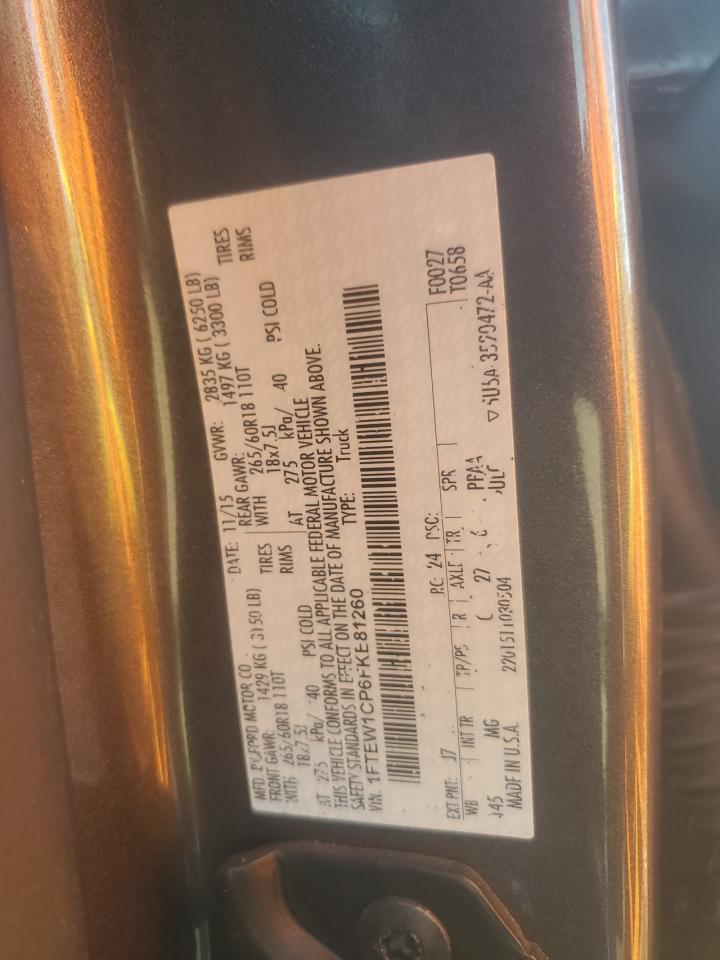 MFD. BY FORD MOTOR CO. DATE: 11/15 GVWR: 2835 KG ( 6250 LB)
FRONT GAWR: 1429 KG ( 3150 LB) REAR GAWR: 1497 KG ( 3300 LB)
WITH 265/60R18 110T TIRES WITH 265/60R18 110T TIRES
18x7.5J RIMS 18x7.5J RIMS
AT 275 kPa/ 40 PSI COLD AT 275 kPa/ 40 PSI COLD
THIS VEHICLE CONFORMS TO ALL APPLICABLE FEDERAL MOTOR VEHICLE
SAFETY STANDARDS IN EFFECT ON THE DATE OF MANUFACTURE SHOWN ABOVE.
VIN: 1FTEW1CP6FKE81260 TYPE: Truck
EXT PNT: J7 RC: 24 DSC: F0027
WB INT TR TP/PS R AXLE TR SPR T0658
145 MG 27 6 PFAA
MADE IN U.S.A. ULC